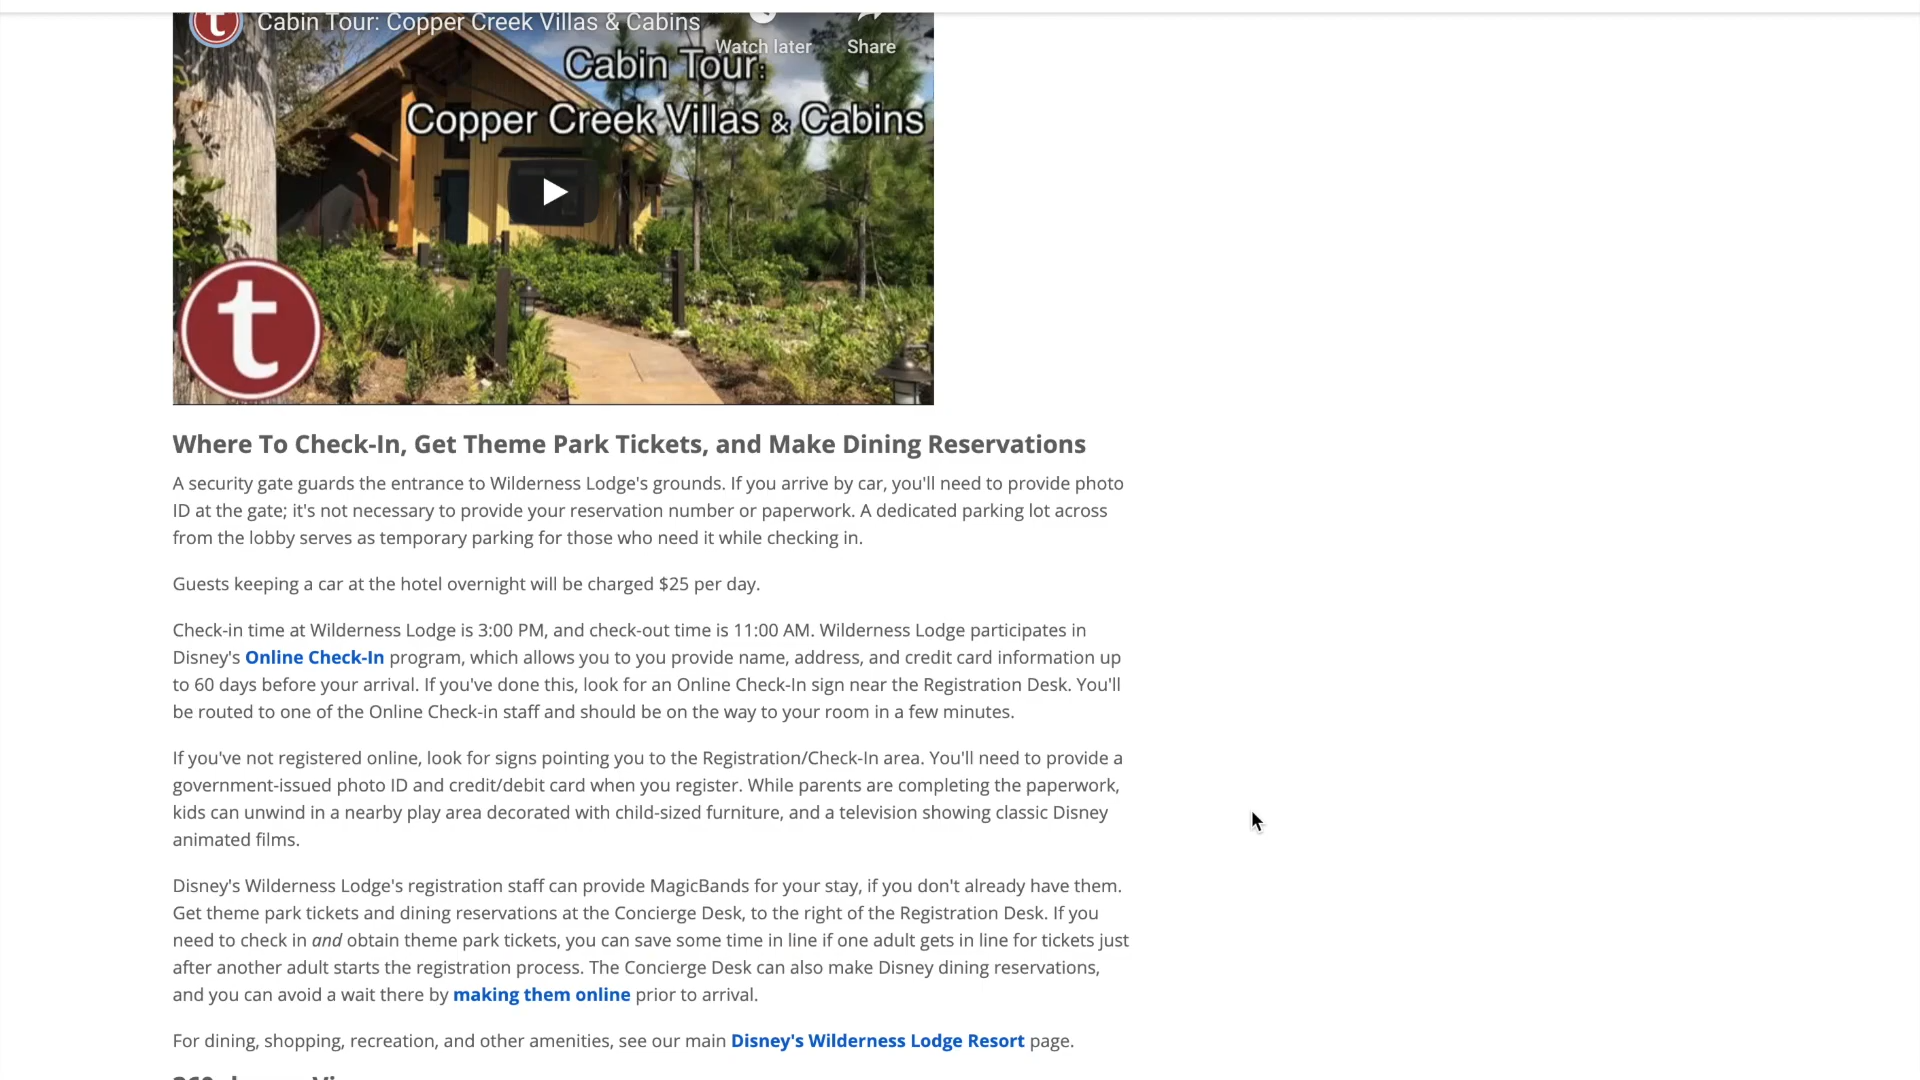 t
Cabin Tour: Copper Creek Villas & Cabins
Watch later
Share
Cabin Tour:
Copper Creek Villas & Cabins
t
Where To Check-In, Get Theme Park Tickets, and Make Dining Reservations
A security gate guards the entrance to Wilderness Lodge's grounds. If you arrive by car, you'll need to provide photo
ID at the gate; it's not necessary to provide your reservation number or paperwork. A dedicated parking lot across
from the lobby serves as temporary parking for those who need it while checking in.
Guests keeping a car at the hotel overnight will be charged $25 per day.
Check-in time at Wilderness Lodge is 3:00 PM, and check-out time is 11:00 AM. Wilderness Lodge participates in
Disney's Online Check-In program, which allows you to you provide name, address, and credit card information up
to 60 days before your arrival. If you've done this, look for an Online Check-In sign near the Registration Desk. You'll
be routed to one of the Online Check-in staff and should be on the way to your room in a few minutes.
If you've not registered online, look for signs pointing you to the Registration/Check-In area. You'll need to provide a
government-issued photo ID and credit/debit card when you register. While parents are completing the paperwork,
kids can unwind in a nearby play area decorated with child-sized furniture, and a television showing classic Disney
animated films.
Disney's Wilderness Lodge's registration staff can provide MagicBands for your stay, if you don't already have them.
Get theme park tickets and dining reservations at the Concierge Desk, to the right of the Registration Desk. If you
need to check in and obtain theme park tickets, you can save some time in line if one adult gets in line for tickets just
after another adult starts the registration process. The Concierge Desk can also make Disney dining reservations,
and you can avoid a wait there by making them online prior to arrival.
For dining, shopping, recreation, and other amenities, see our main Disney's Wilderness Lodge Resort page.